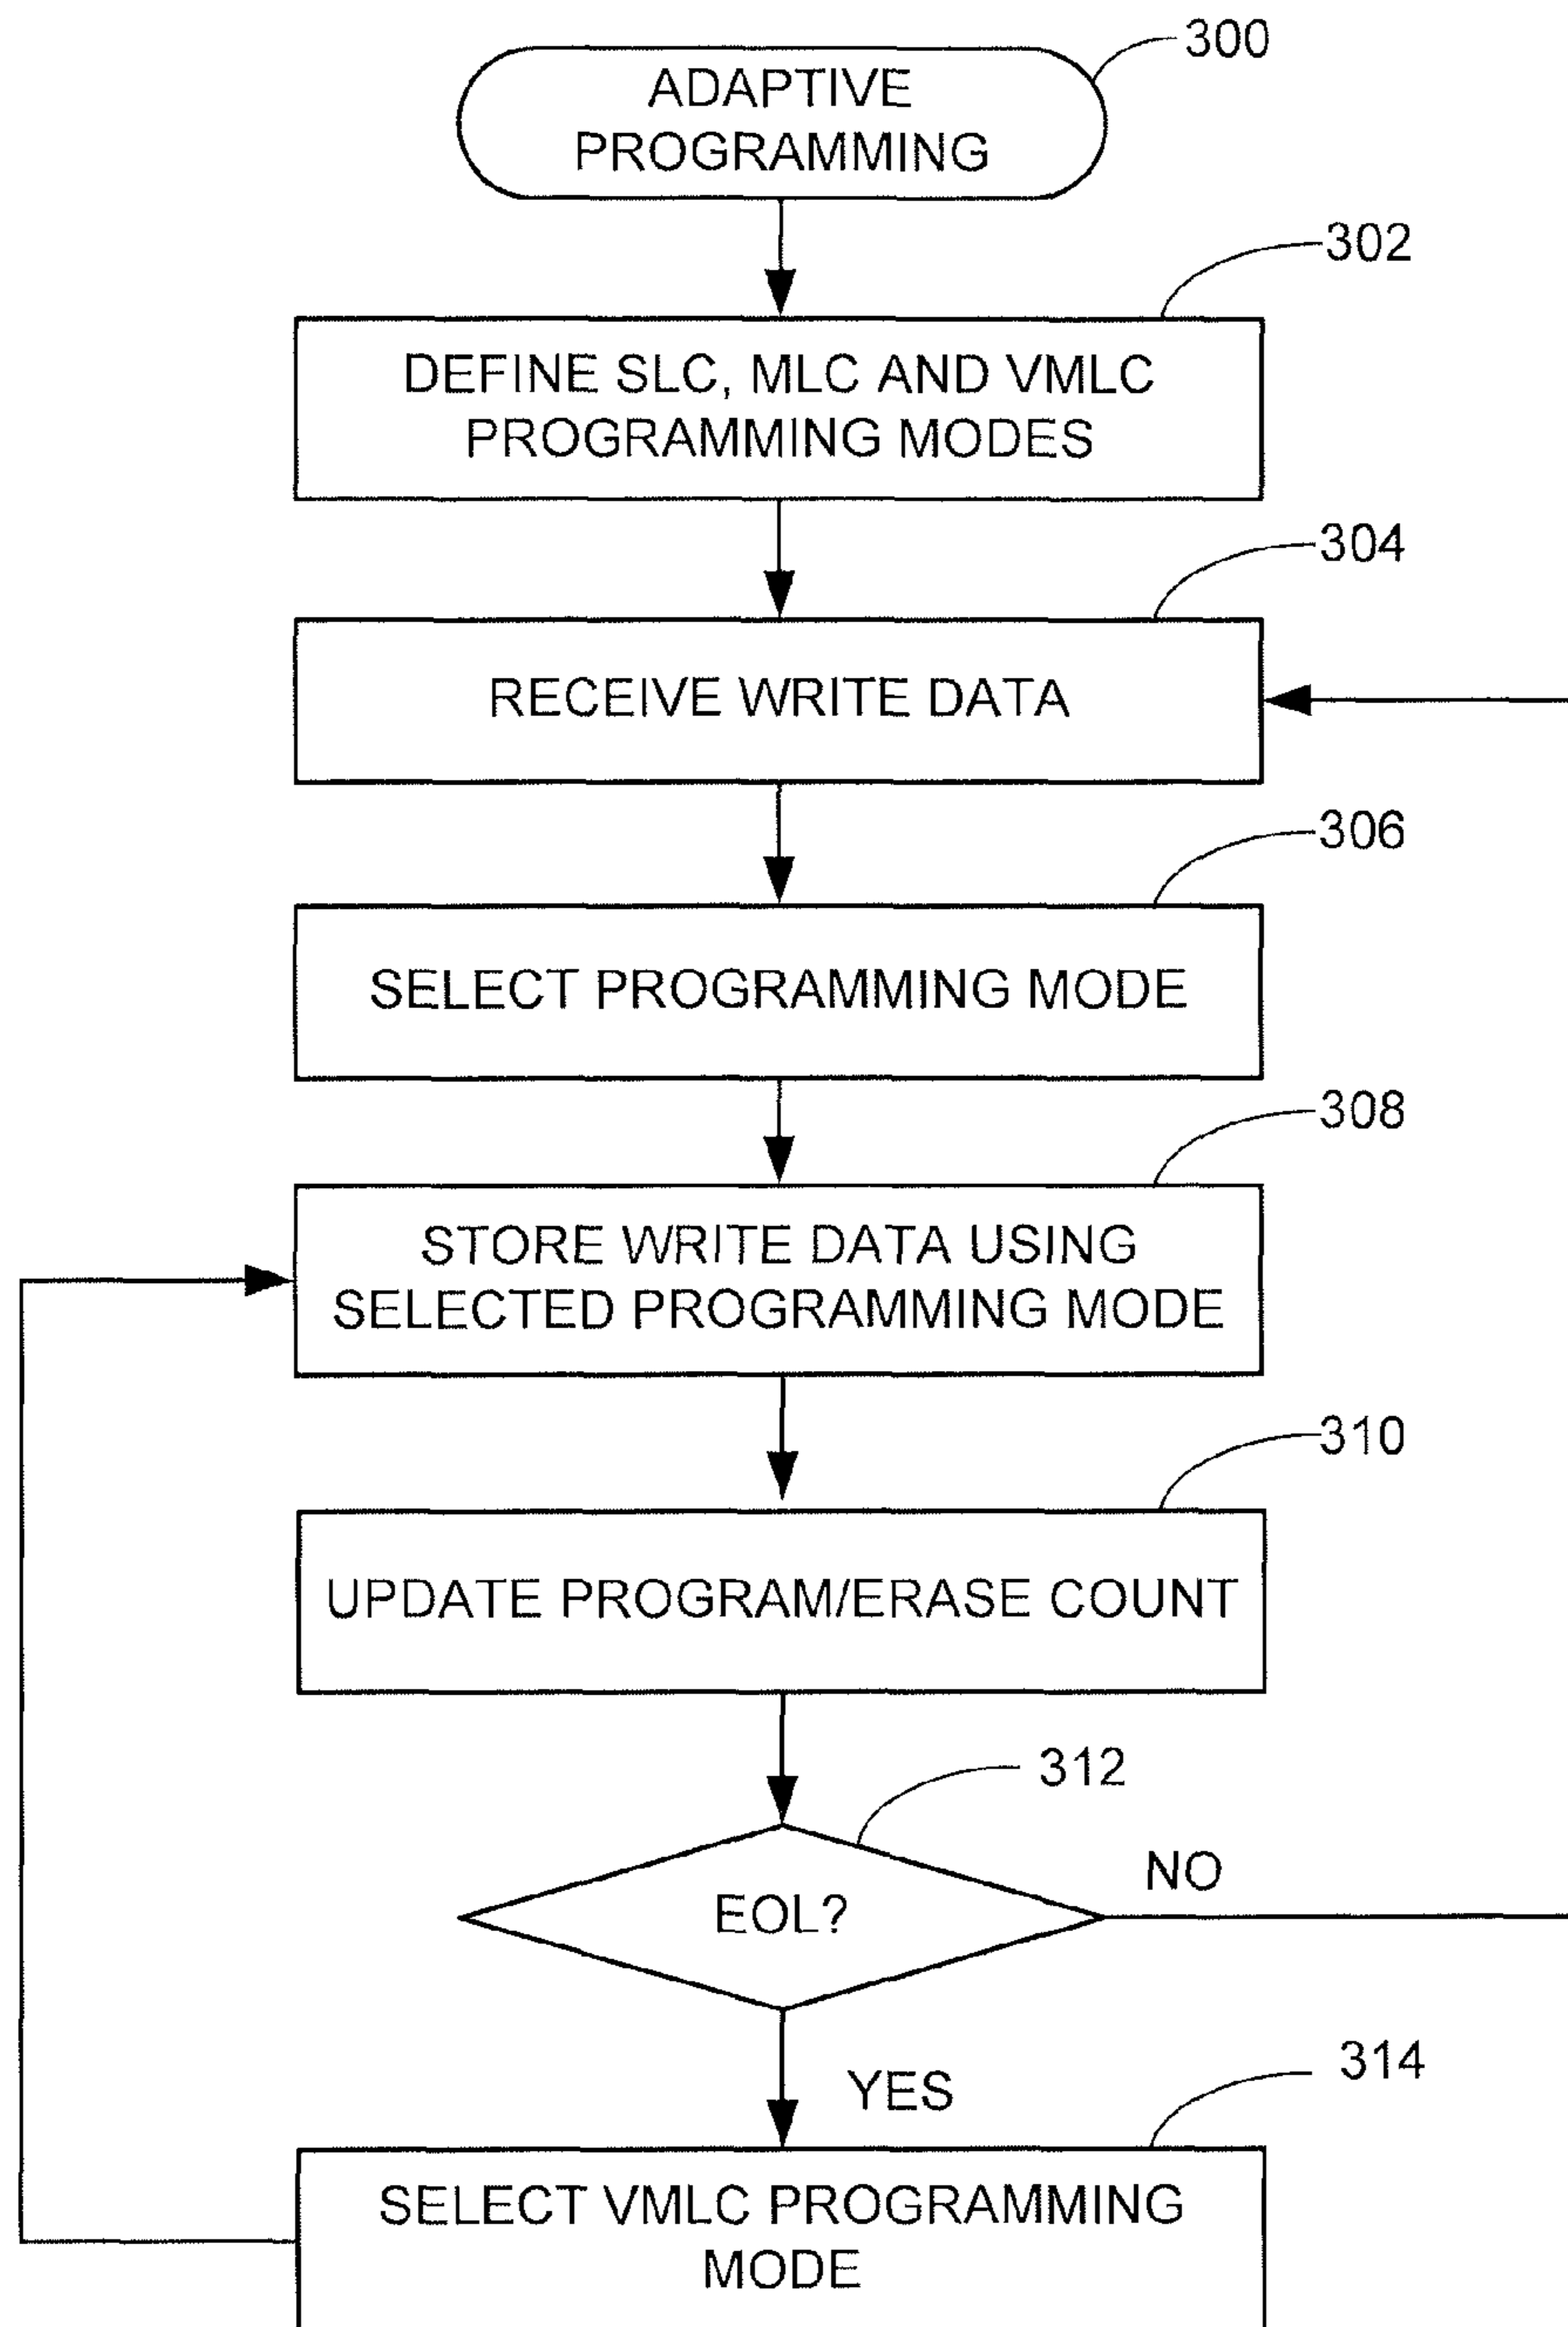 300
ADAPTIVE
PROGRAMMING
302
DEFINE SLC, MLC AND VMLC
PROGRAMMING MODES
304
RECEIVE WRITE DATA
306
SELECT PROGRAMMING MODE
308
STORE WRITE DATA USING
SELECTED PROGRAMMING MODE
310
UPDATE PROGRAM/ERASE COUNT
312
NO
EOL?
YES
314
SELECT VMLC PROGRAMMING
MODE